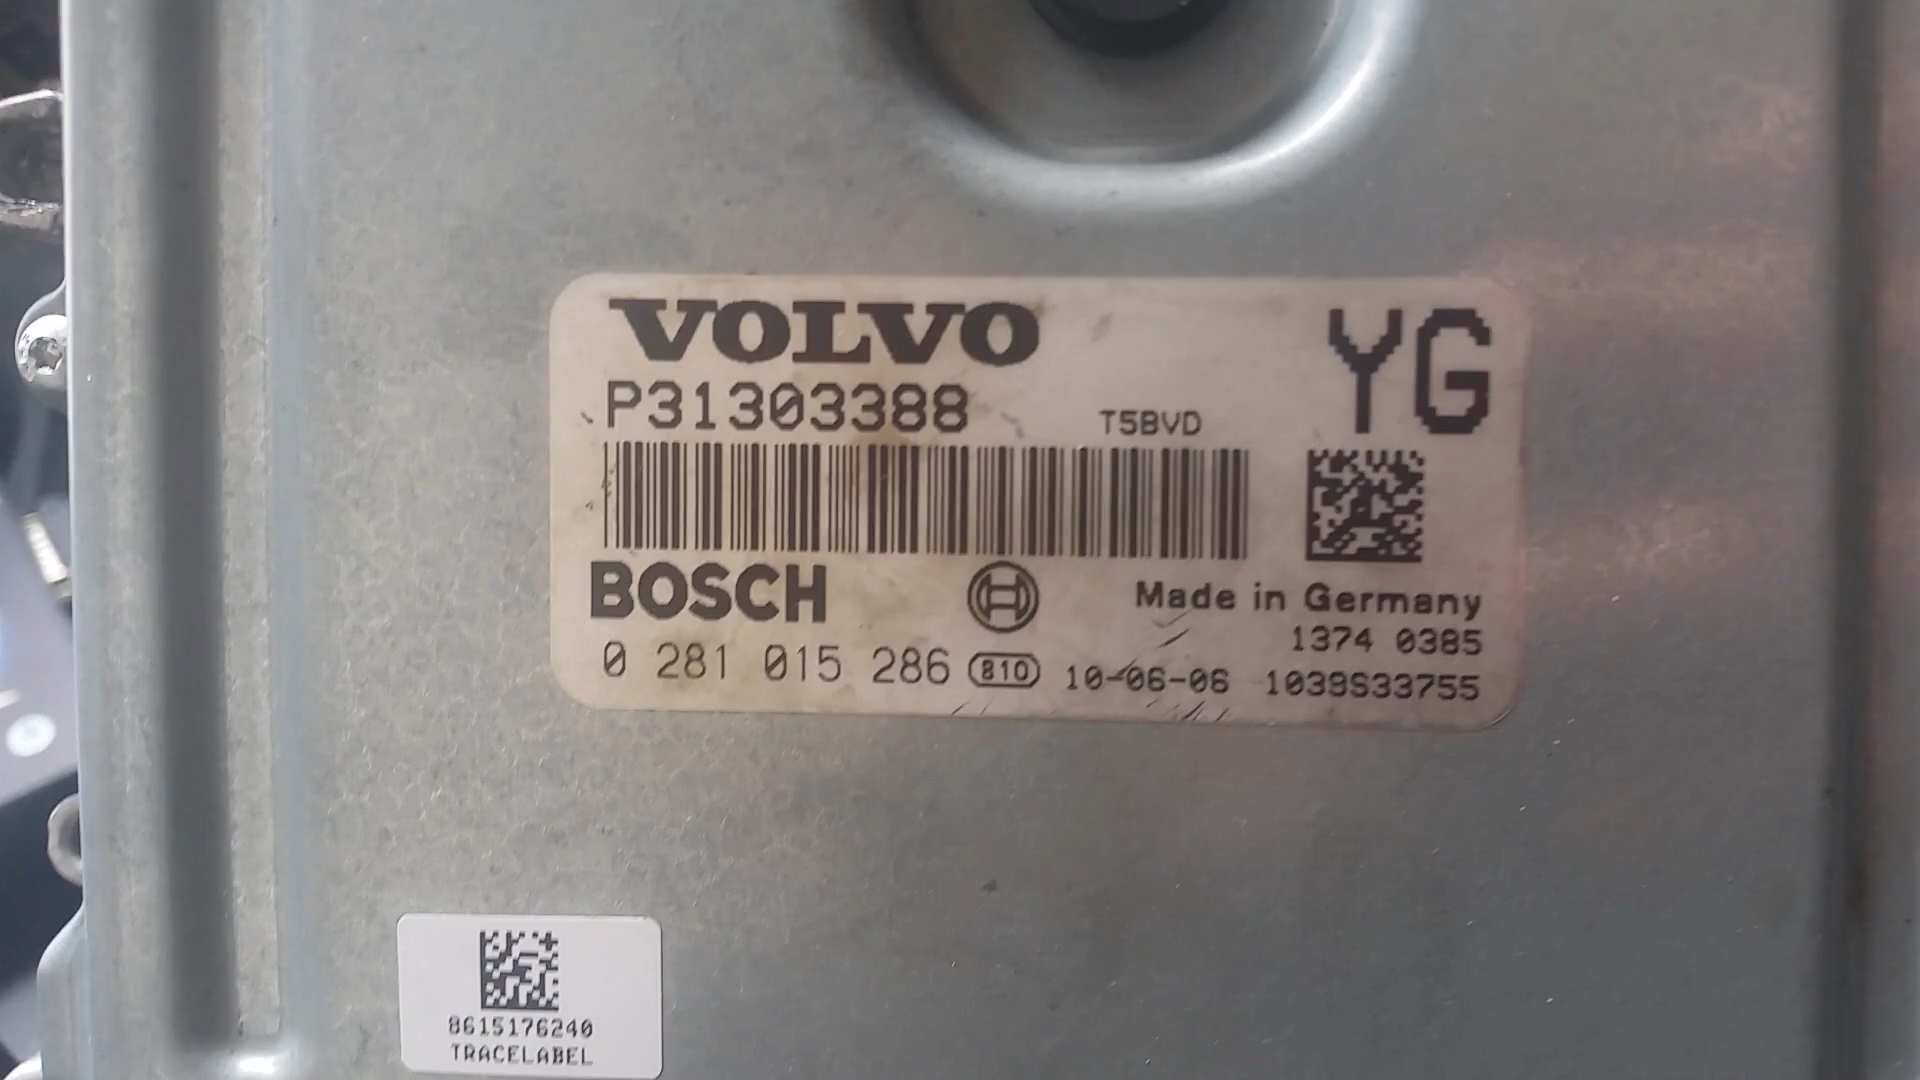 VOLVO
YG
P31303388 T5BVD
BOSCH
Made in Germany
1374 0385
0 281 015 286 810 10-06-06 1039S33755
8615176240
TRACELABEL